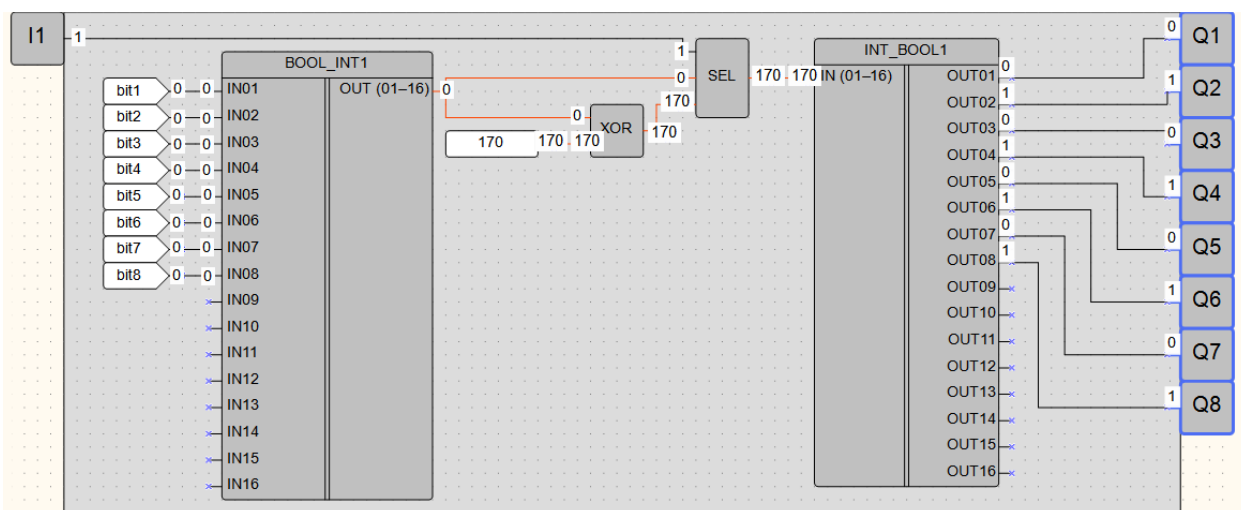 I1
1
BOOL_INT1
OUT (01–16)
0
bit1 0 0 IN01
bit2 0 0 IN02
bit3 0 0 IN03
bit4 0 0 IN04
bit5 0 0 IN05
bit6 0 0 IN06
bit7 0 0 IN07
bit8 0 0 IN08
IN09
IN10
IN11
IN12
IN13
IN14
IN15
IN16
170 170 170
0
XOR
170
1
0
170
SEL
170 170
INT_BOOL1
IN (01–16)
OUT01 0
OUT02 1
OUT03 0
OUT04 1
OUT05 0
OUT06 1
OUT07 0
OUT08 1
OUT09
OUT10
OUT11
OUT12
OUT13
OUT14
OUT15
OUT16
0 Q1
1 Q2
0 Q3
1 Q4
0 Q5
1 Q6
0 Q7
1 Q8